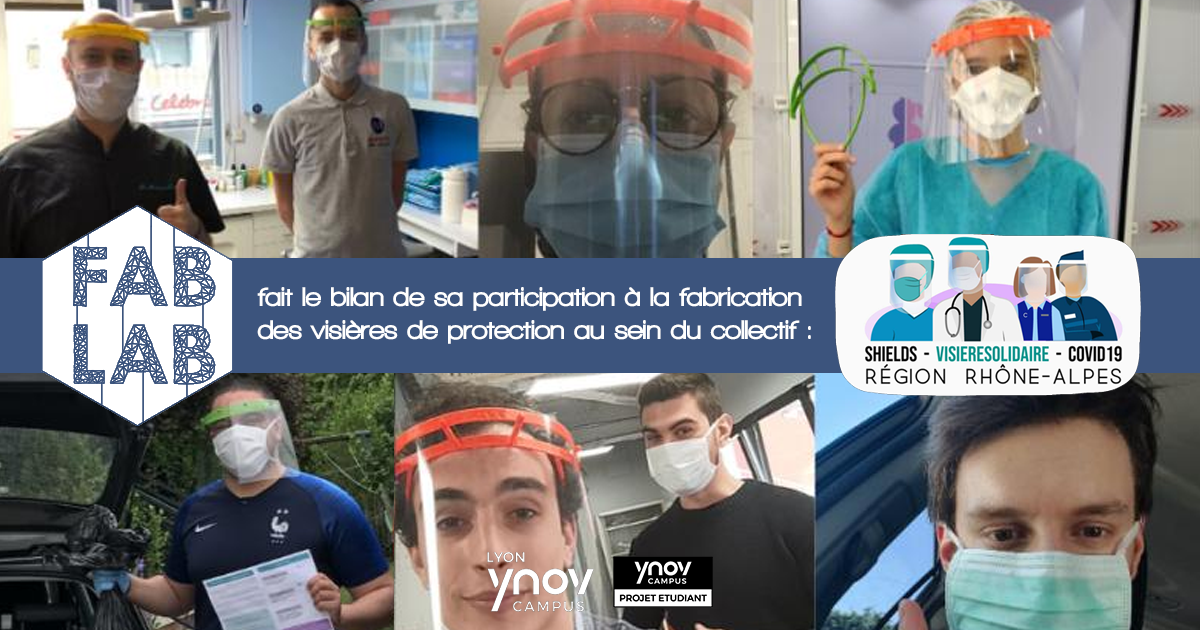 Celebr
FAB
LAB
fait le bilan de sa participation à la fabrication
des visières de protection au sein du collectif :
SHIELDS - VISIERESOLIDAIRE - COVID19
RÉGION RHÔNE-ALPES
LYON
ynov
CAMPUS
ynov
CAMPUS
PROJET ETUDIANT